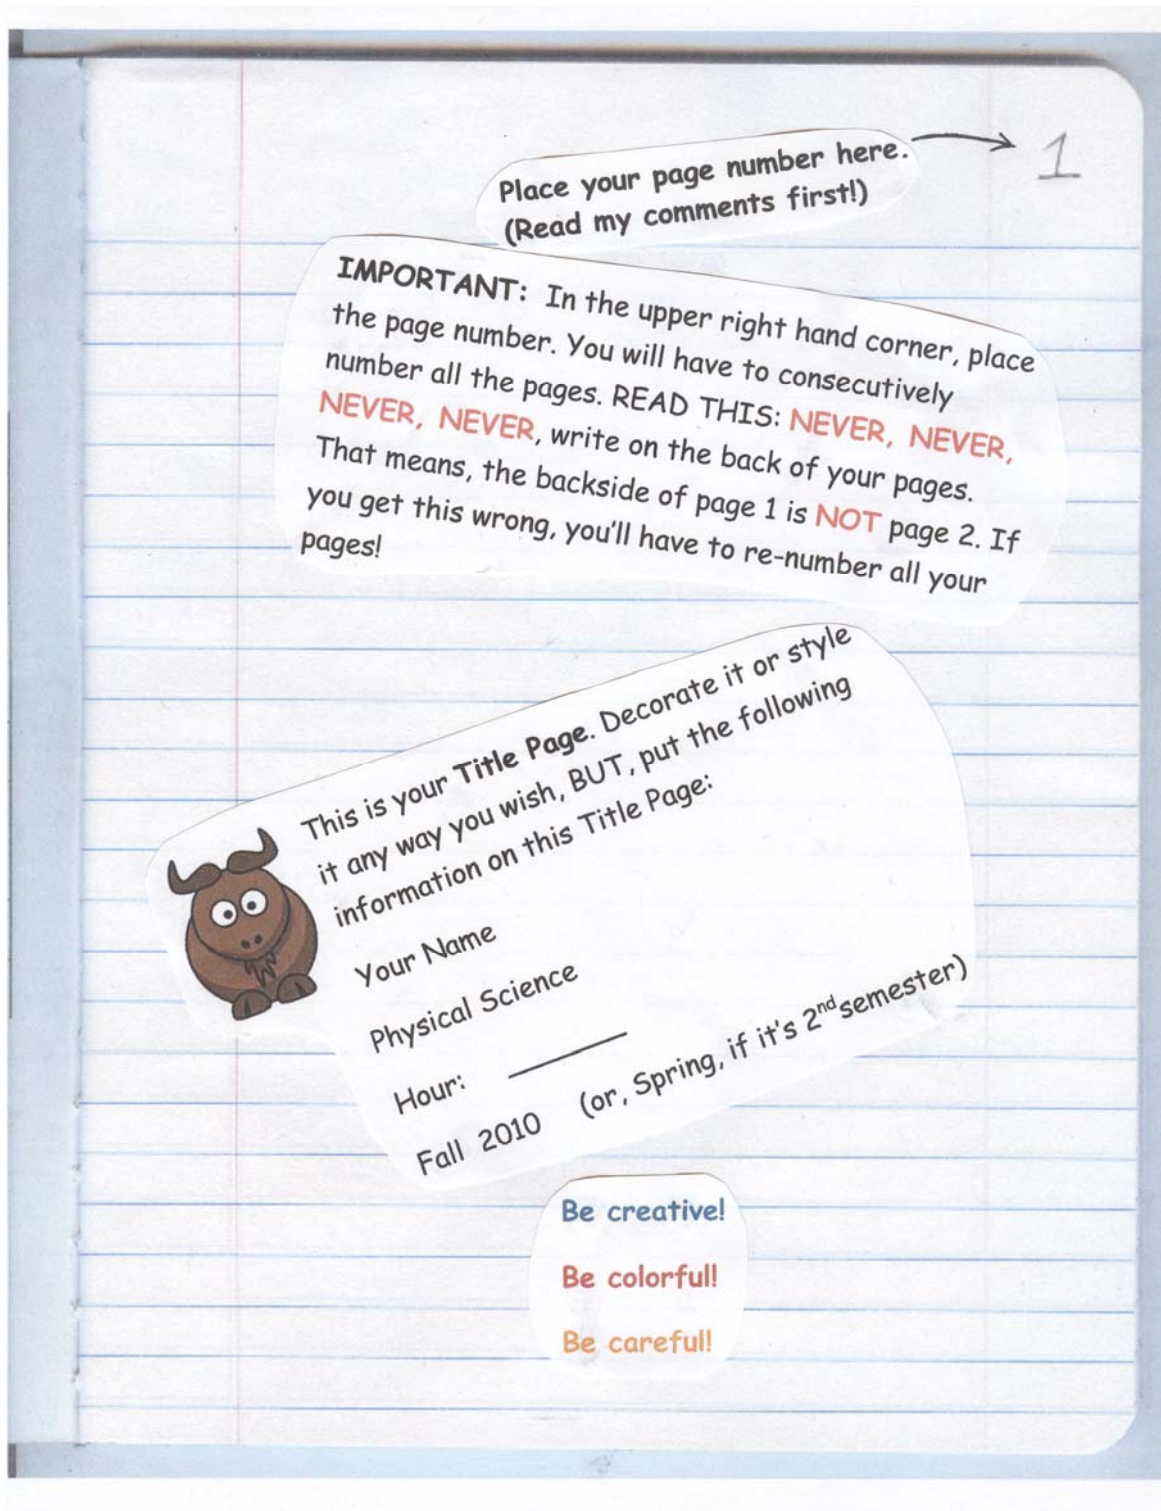 Place your page number here.
1
(Read my comments first!)
IMPORTANT: In the upper right hand corner, place
the page number. You will have to consecutively
number all the pages. READ THIS: NEVER, NEVER,
NEVER, NEVER, write on the back of your pages.
That means, the backside of page 1 is NOT page 2. If
you get this wrong, you'll have to re-number all your
pages!
This is your Title Page. Decorate it or style
it any way you wish, BUT, put the following
information on this Title Page:
Your Name
Physical Science
Hour: ________
Fall 2010 (or, Spring, if it's 2nd semester)
Be creative!
Be colorful!
Be careful!